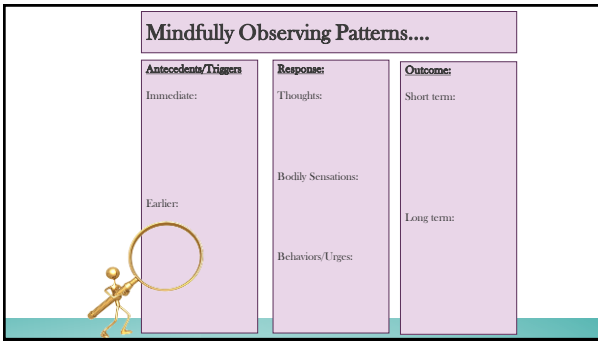 Mindfully Observing Patterns....
Antecedents/Triggers
Immediate:
Earlier:
Response:
Thoughts:
Bodily Sensations:
Behaviors/Urges:
Outcome:
Short term:
Long term: